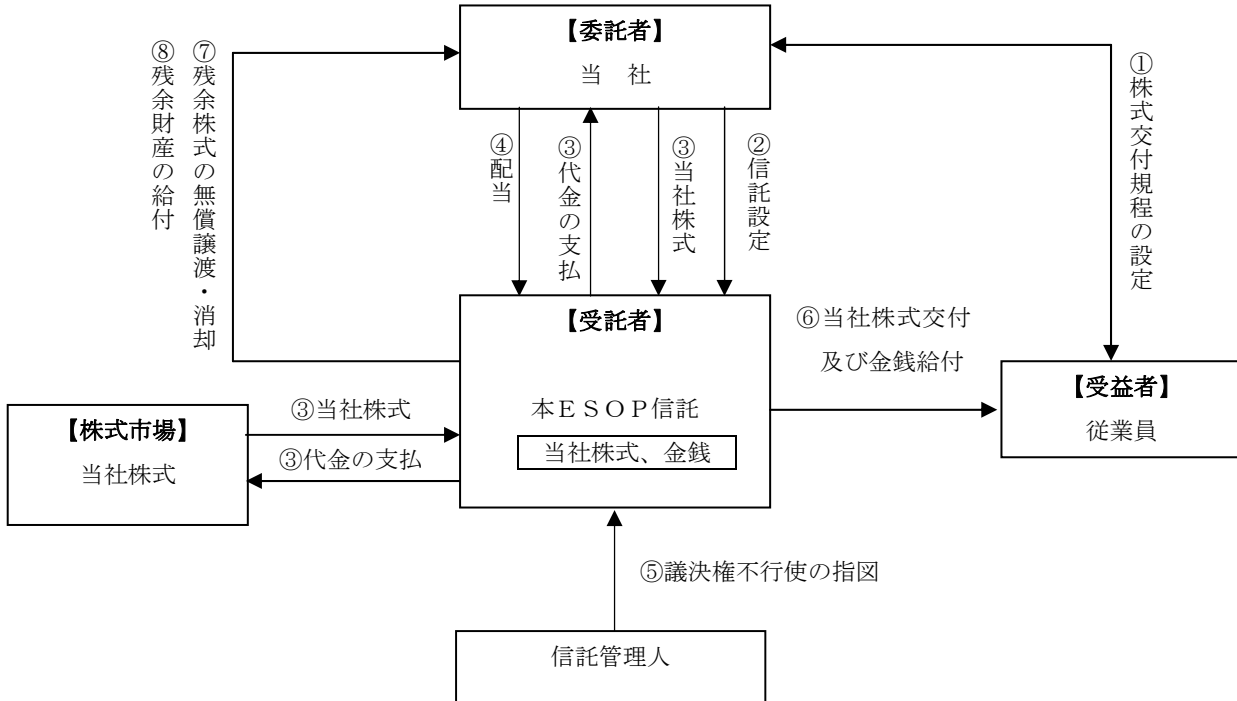 【委託者】
当　社
⑧残余財産の給付
⑦残余株式の無償譲渡・消却
④配当
③代金の支払
③当社株式
②信託設定
①株式交付規程の設定
【受託者】
本ＥＳＯＰ信託
当社株式、金銭
⑥当社株式交付
及び金銭給付
【受益者】
従業員
【株式市場】
当社株式
③当社株式
③代金の支払
⑤議決権不行使の指図
信託管理人